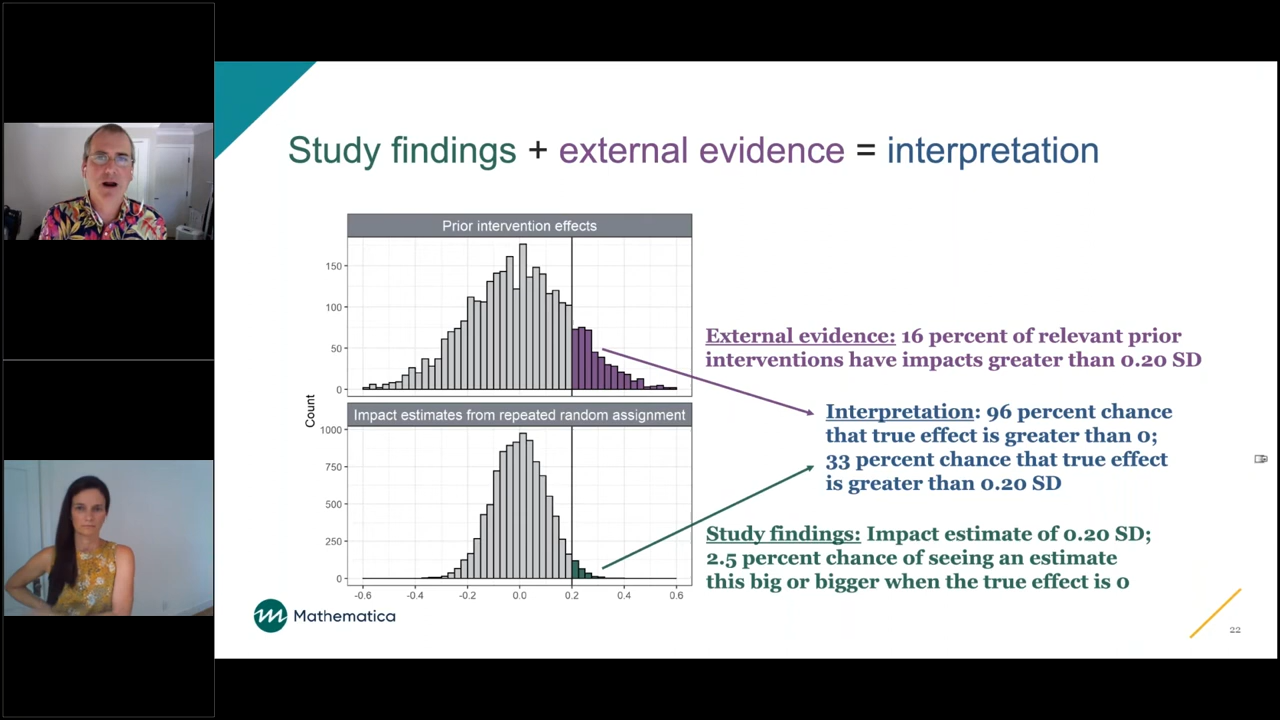 Study findings + external evidence = interpretation
Prior intervention effects
150
100
50
0
External evidence: 16 percent of relevant prior
interventions have impacts greater than 0.20 SD
Count
Impact estimates from repeated random assignment
1000
750
500
250
0
-0.6 -0.4 -0.2 0.0 0.2 0.4 0.6
Interpretation: 96 percent chance
that true effect is greater than 0;
33 percent chance that true effect
is greater than 0.20 SD
Study findings: Impact estimate of 0.20 SD;
2.5 percent chance of seeing an estimate
this big or bigger when the true effect is 0
Mathematica
22